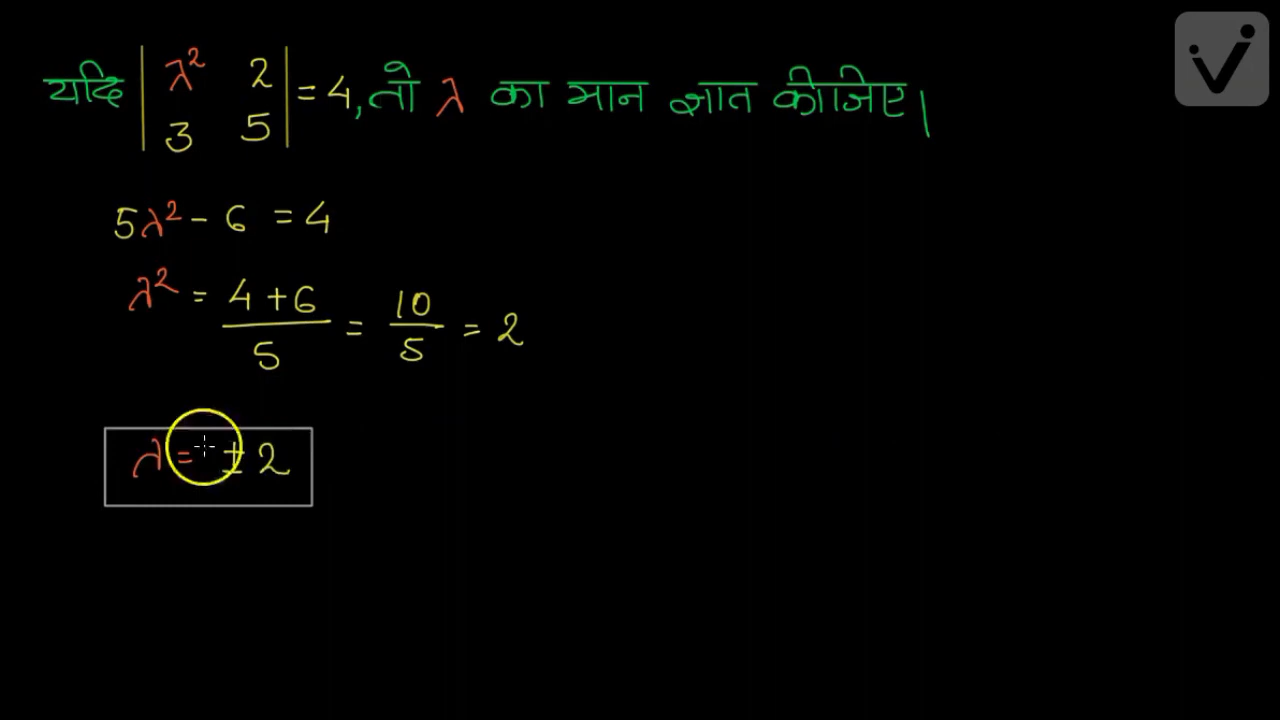 यदि | λ² 2 | = 4, तो λ का मान ज्ञात कीजिए।
3 5
5λ² - 6 = 4
λ² = 4 + 6 / 5 = 10 / 5 = 2
λ = ± 2